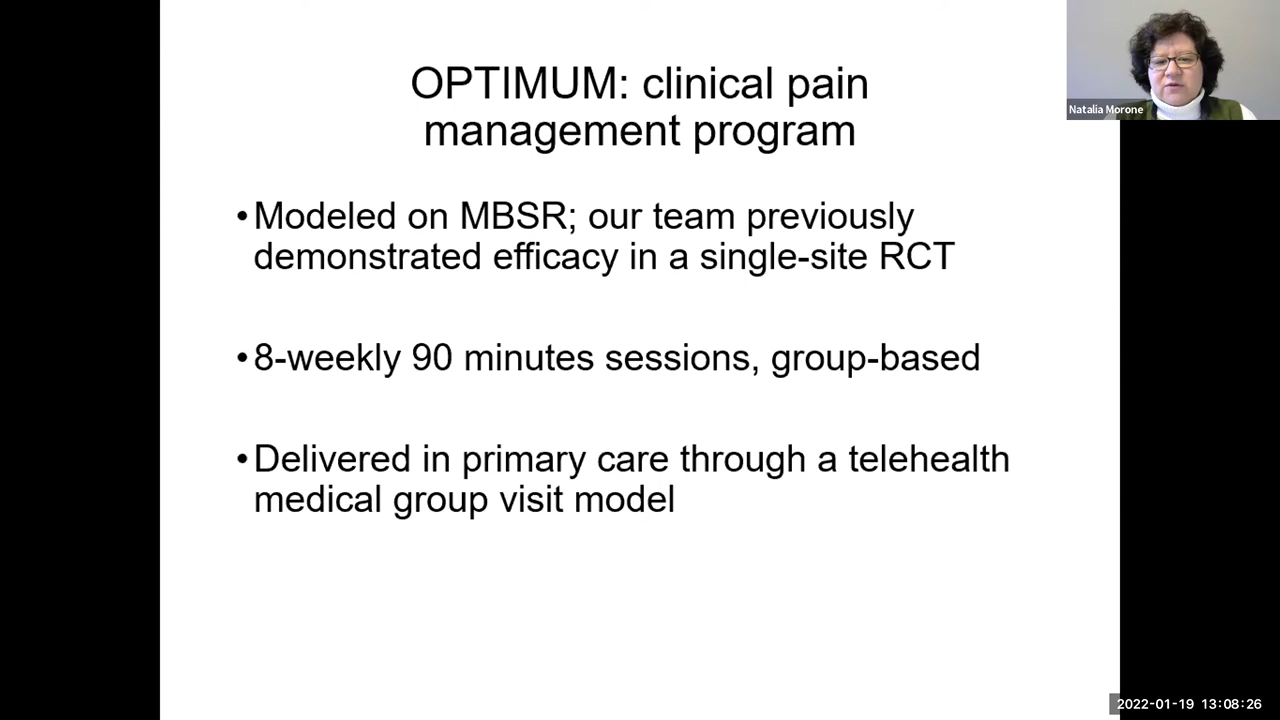 OPTIMUM: clinical pain
management program
•Modeled on MBSR; our team previously
demonstrated efficacy in a single-site RCT
•8-weekly 90 minutes sessions, group-based
•Delivered in primary care through a telehealth
medical group visit model
Natalia Morone
2022-01-19 13:08:26